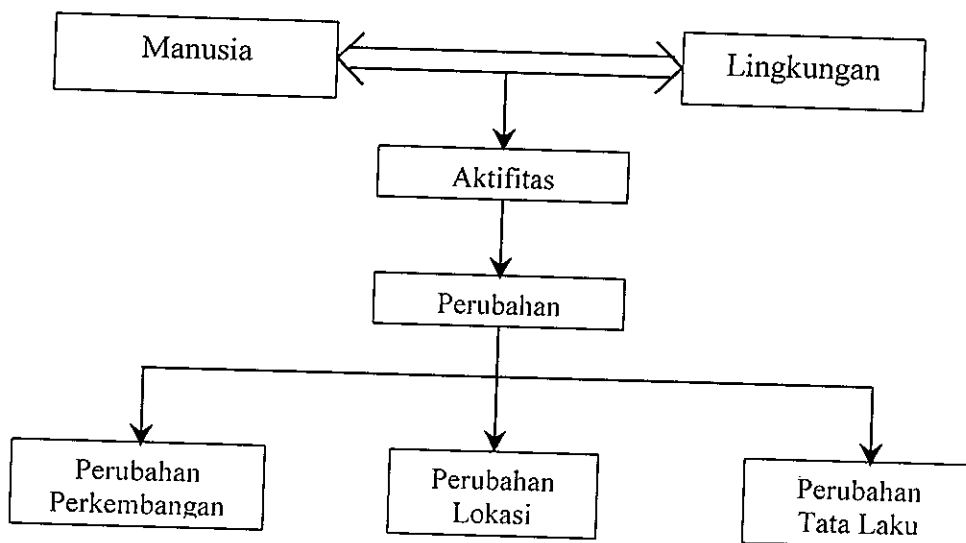 Manusia
Lingkungan
Aktifitas
Perubahan
Perubahan
Perkembangan
Perubahan
Lokasi
Perubahan
Tata Laku